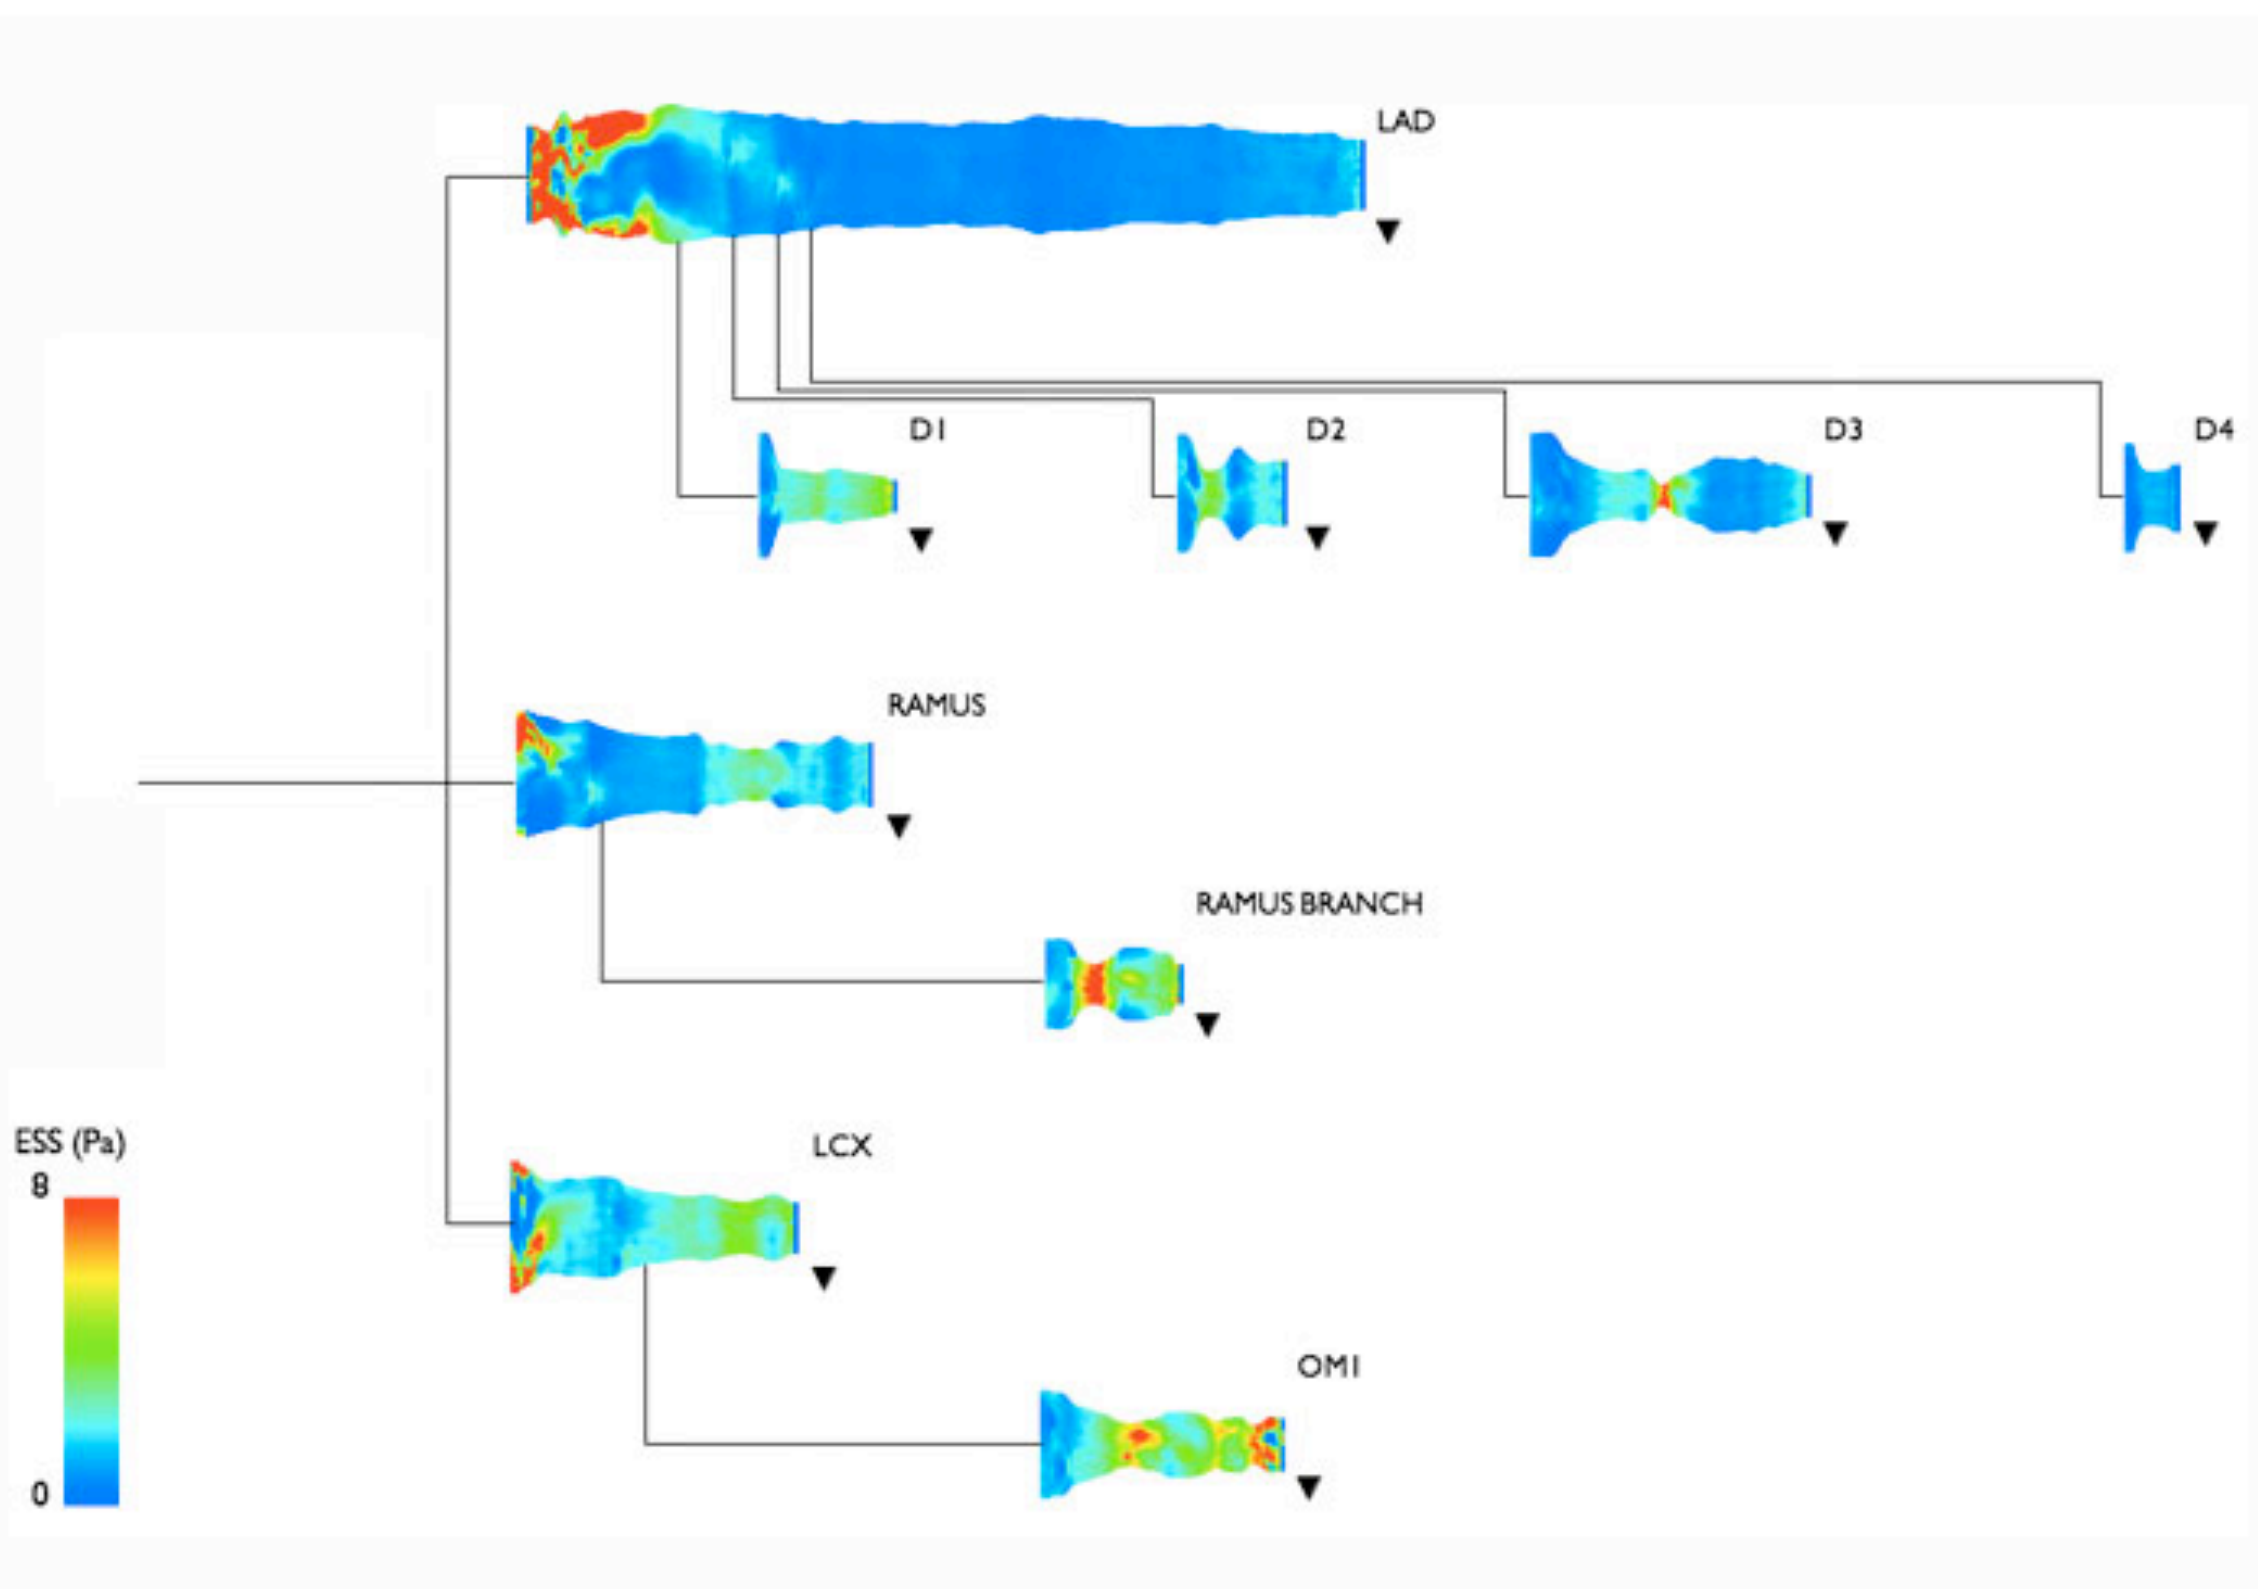 LAD
D1
D2
D3
D4
RAMUS
RAMUS BRANCH
ESS (Pa)
LCX
8
OM1
0